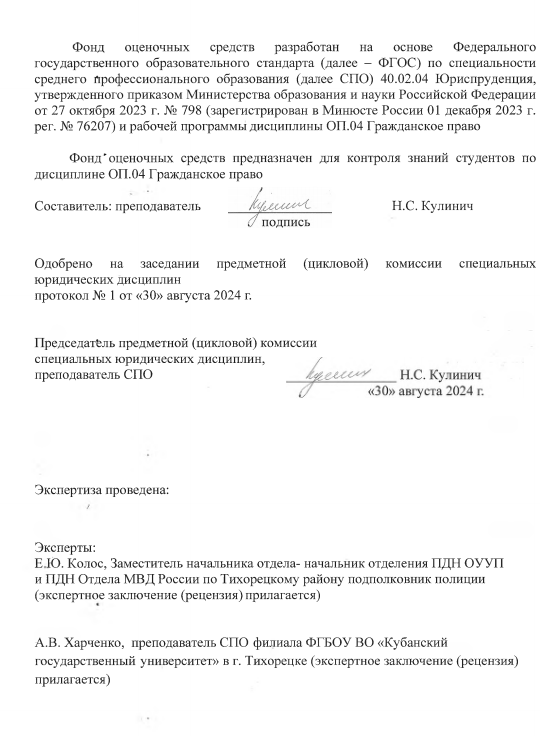 Фонд оценочных средств разработан на основе Федерального
государственного образовательного стандарта (далее – ФГОС) по специальности
среднего профессионального образования (далее СПО) 40.02.04 Юриспруденция,
утвержденного приказом Министерства образования и науки Российской Федерации
от 27 октября 2023 г. № 798 (зарегистрирован в Минюсте России 01 декабря 2023 г.
рег. № 76207) и рабочей программы дисциплины ОП.04 Гражданское право
Фонд оценочных средств предназначен для контроля знаний студентов по
дисциплине ОП.04 Гражданское право
Составитель: преподаватель Кулинич Н.С. Кулинич
подпись
Одобрено на заседании предметной (цикловой) комиссии специальных
юридических дисциплин
протокол № 1 от «30» августа 2024 г.
Председатель предметной (цикловой) комиссии
специальных юридических дисциплин,
преподаватель СПО Кулинич Н.С. Кулинич
«30» августа 2024 г.
Экспертиза проведена:
Эксперты:
Е.Ю. Колос, Заместитель начальника отдела- начальник отделения ПДН ОУУП
и ПДН Отдела МВД России по Тихорецкому району подполковник полиции
(экспертное заключение (рецензия) прилагается)
А.В. Харченко, преподаватель СПО филиала ФГБОУ ВО «Кубанский
государственный университет» в г. Тихорецке (экспертное заключение (рецензия)
прилагается)